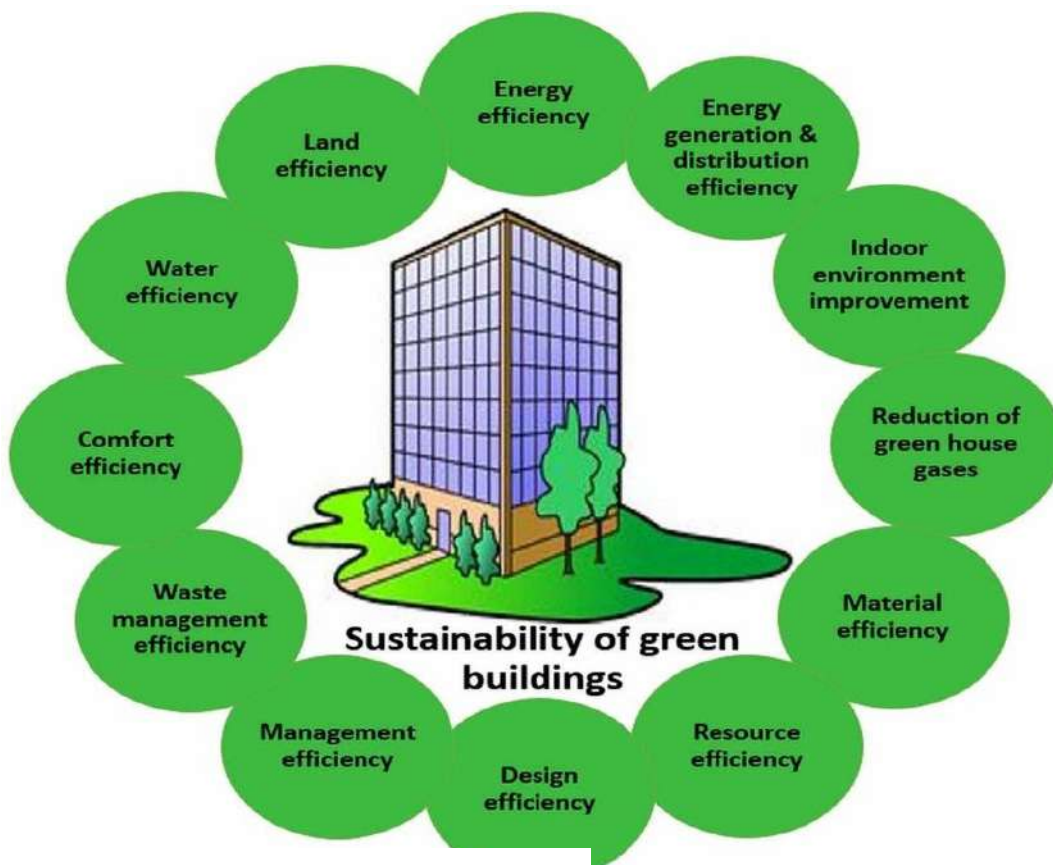 Energy
efficiency
Energy
generation &
distribution
efficiency
Indoor
environment
improvement
Reduction of
green house
gases
Material
efficiency
Resource
efficiency
Design
efficiency
Management
efficiency
Waste
management
efficiency
Comfort
efficiency
Water
efficiency
Land
efficiency
Sustainability of green
buildings